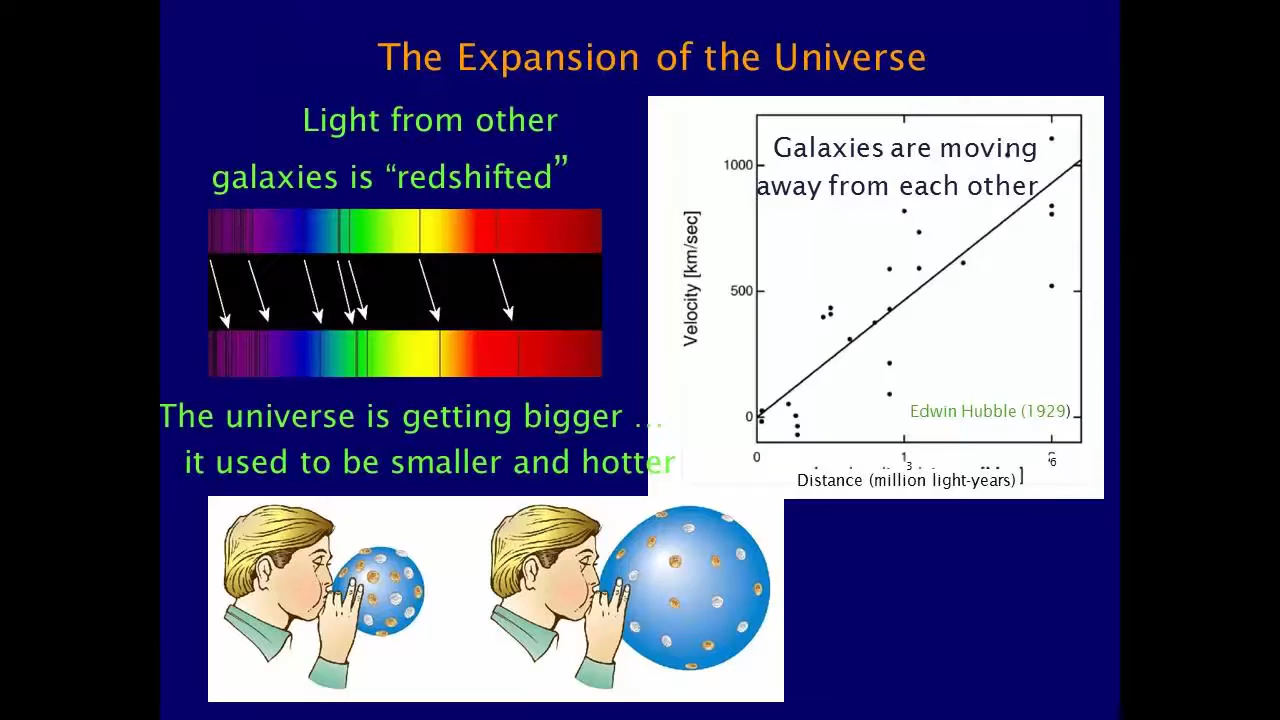 The Expansion of the Universe
Light from other
galaxies is “redshifted”
Galaxies are moving
away from each other
1000
500
0
Velocity [km/sec]
Edwin Hubble (1929)
0
3
6
Distance (million light-years)
The universe is getting bigger …
it used to be smaller and hotter